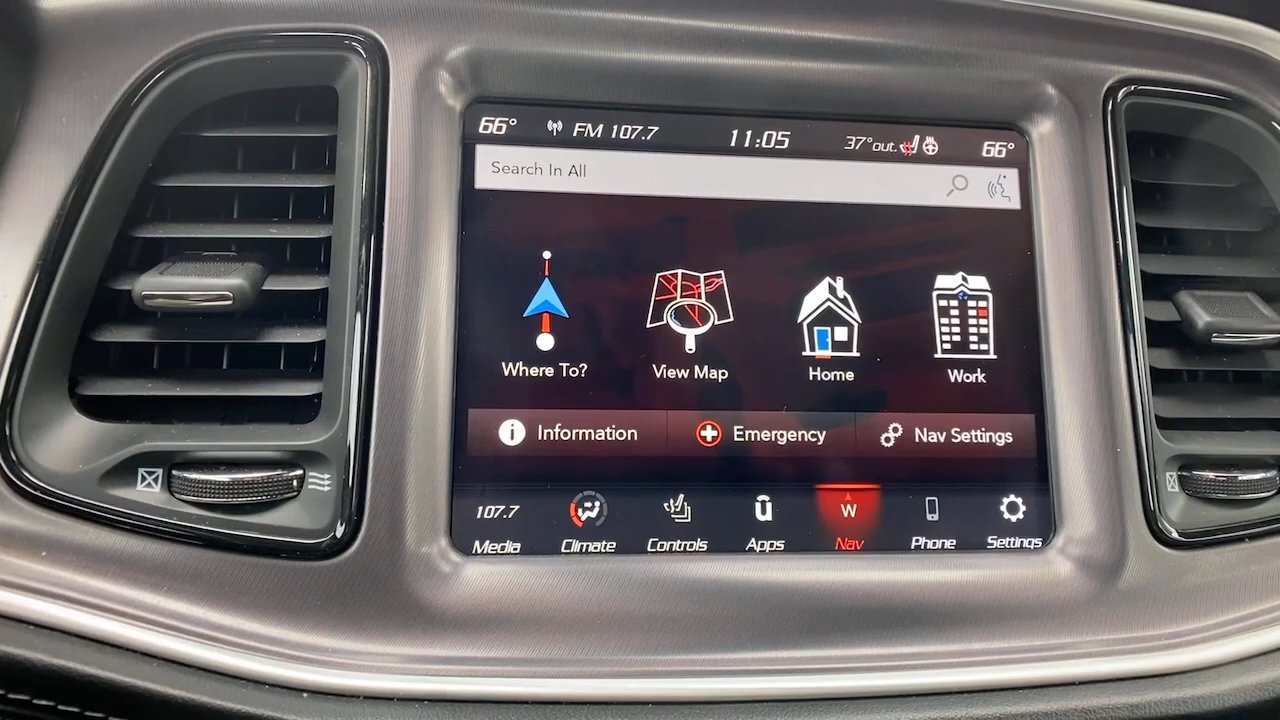 66° FM 107.7 11:05 37°out. 66°
Search In All
Where To? View Map Home Work
Information Emergency Nav Settings
107.7 W
Media Climate Controls Apps Nav Phone Settings